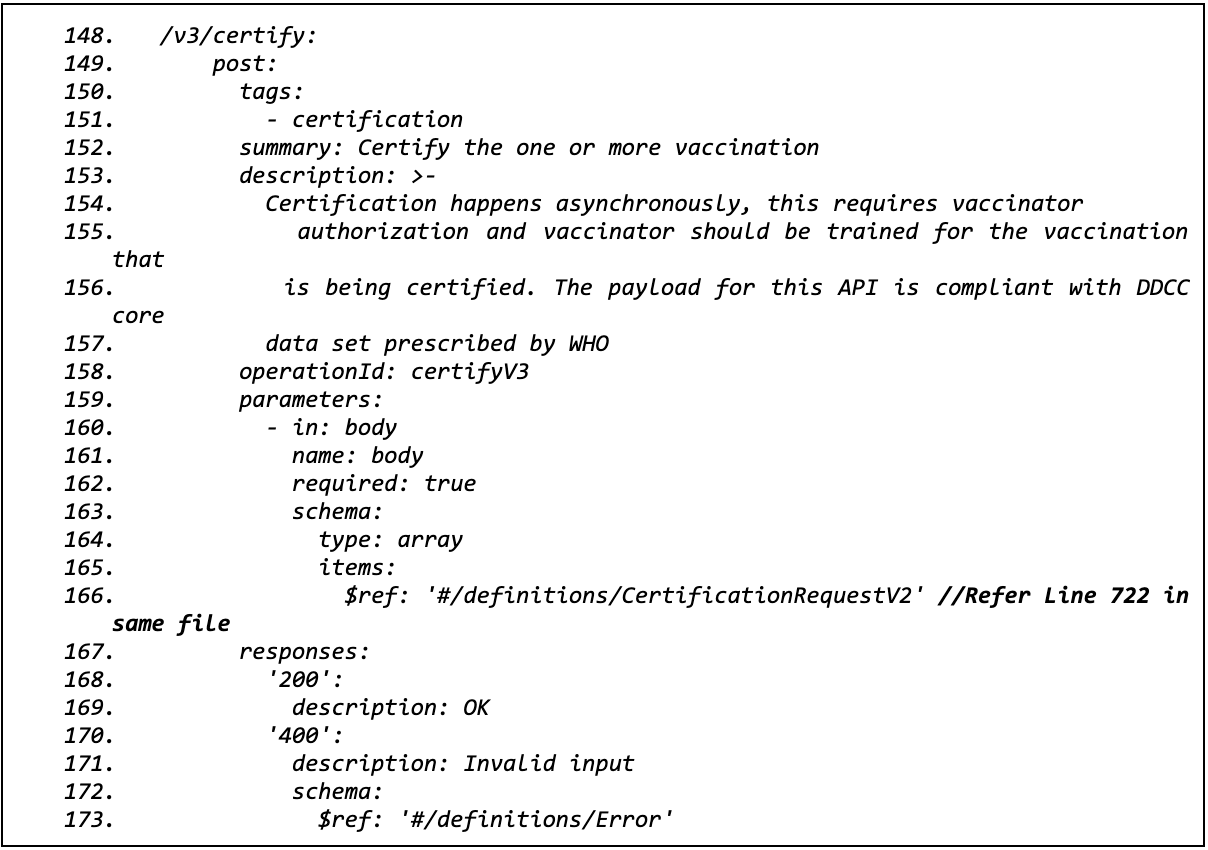 148. /v3/certify:
149. post:
150. tags:
151. - certification
152. summary: Certify the one or more vaccination
153. description: >-
154. Certification happens asynchronously, this requires vaccinator
155. authorization and vaccinator should be trained for the vaccination
that
156. is being certified. The payload for this API is compliant with DDCC
core
157. data set prescribed by WHO
158. operationId: certifyV3
159. parameters:
160. - in: body
161. name: body
162. required: true
163. schema:
164. type: array
165. items:
166. $ref: '#/definitions/CertificationRequestV2' //Refer Line 722 in
same file
167. responses:
168. '200':
169. description: OK
170. '400':
171. description: Invalid input
172. schema:
173. $ref: '#/definitions/Error'